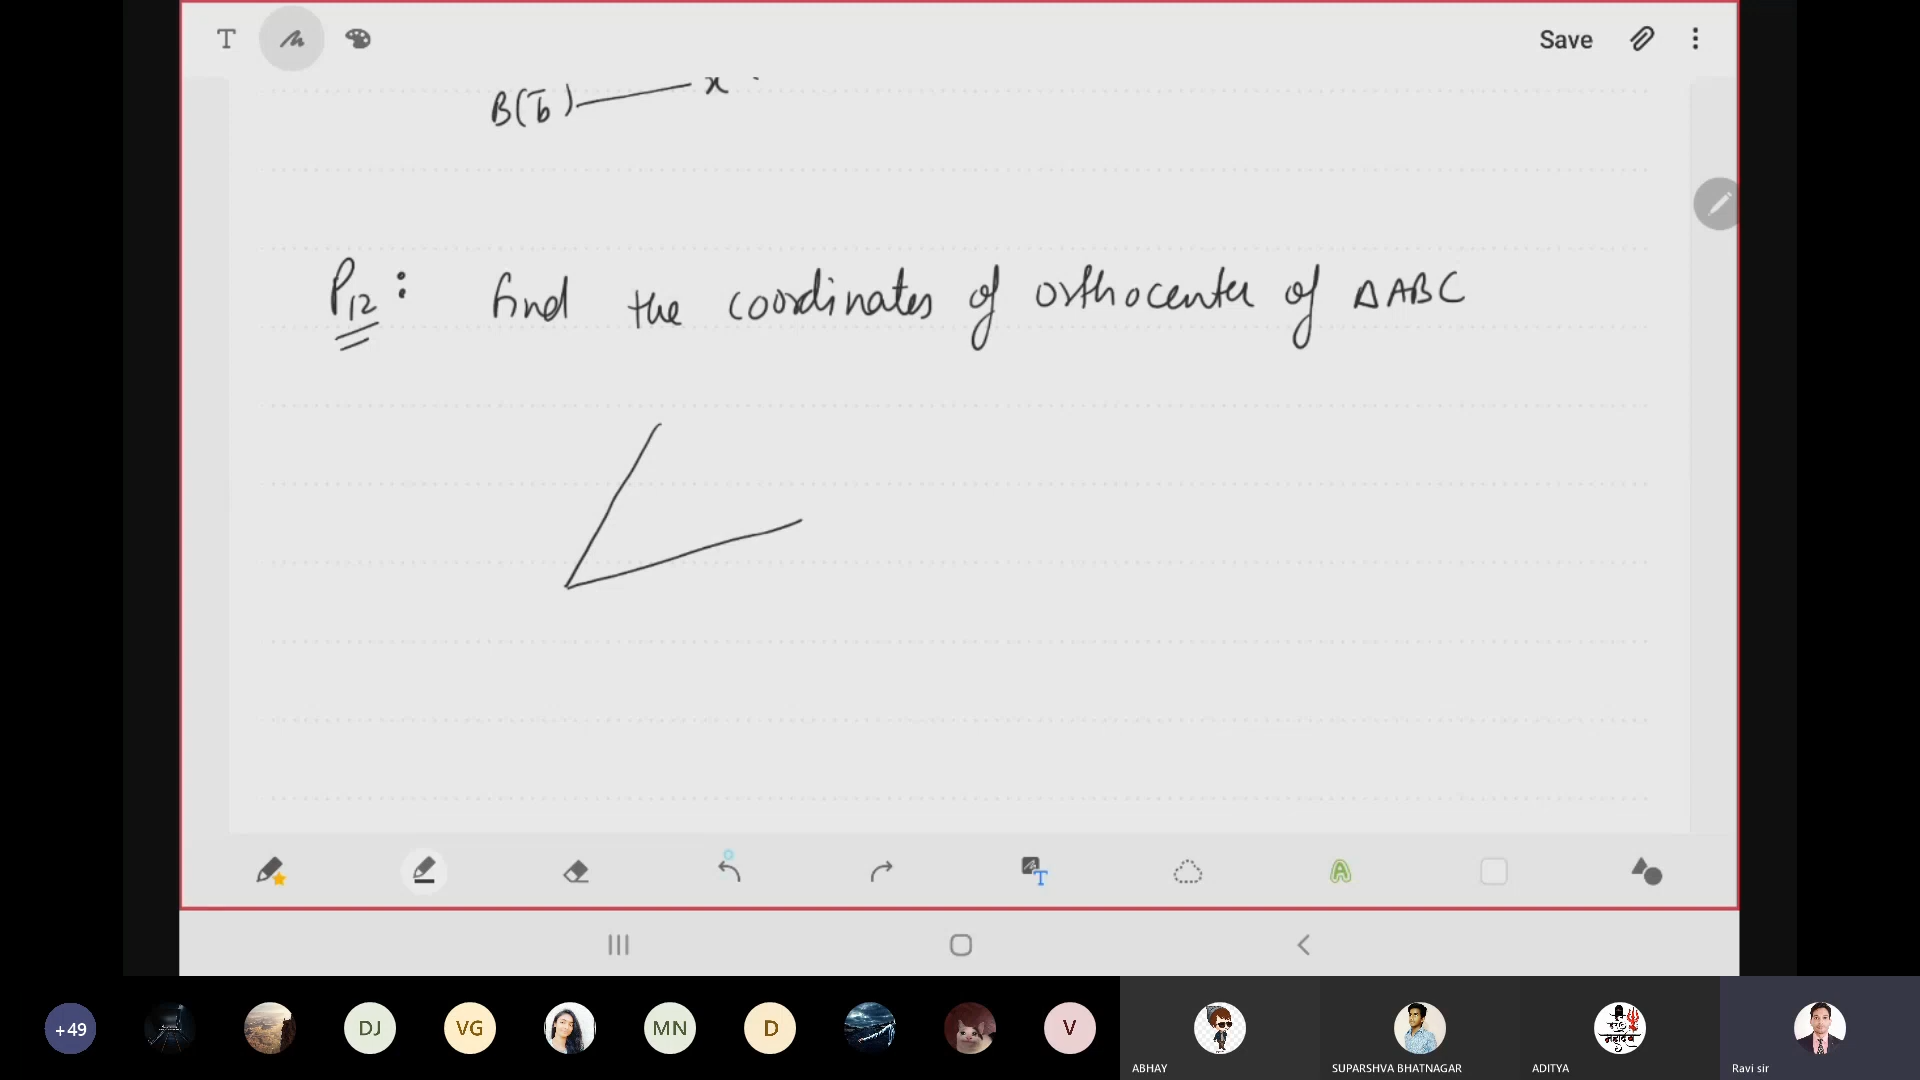 T
Save
B(b̄) x
P12 : find the coordinates of orthocenter of ΔABC
T
A
+49
DJ
VG
MN
D
V
ABHAY
SUPARSHVA BHATNAGAR
ADITYA
Ravi sir